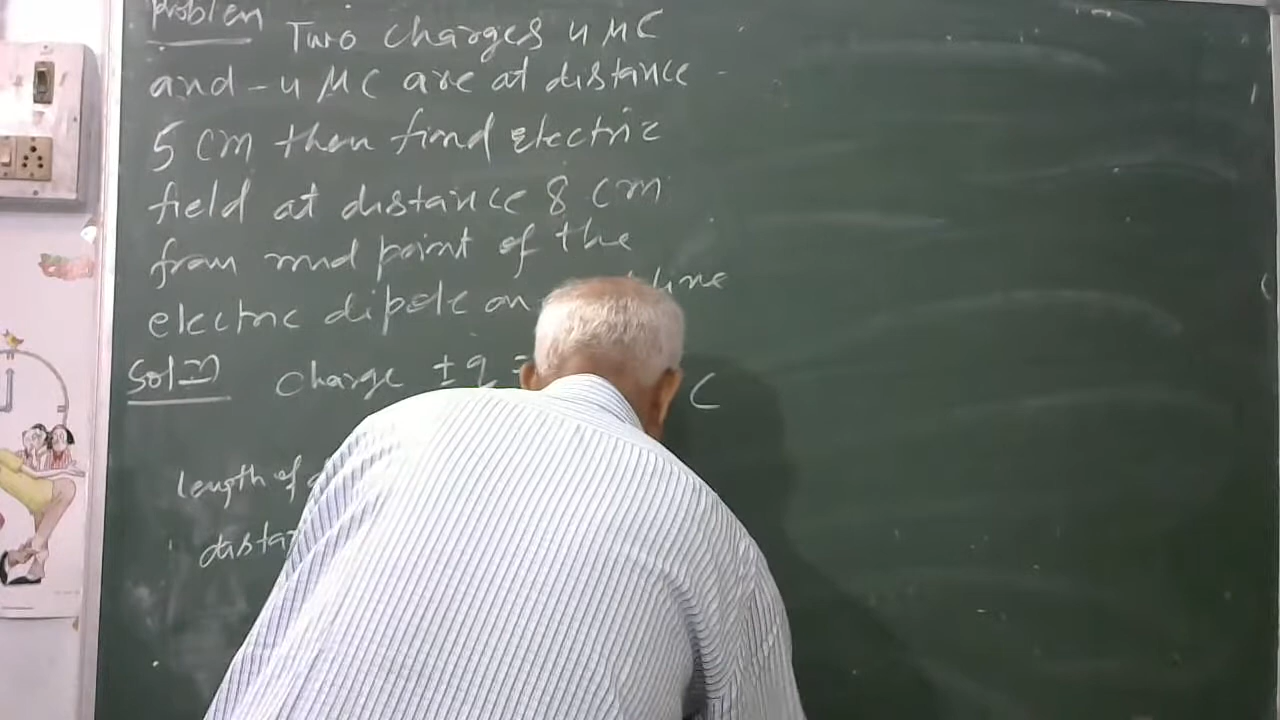 Problem Two charges 4 μC
and -4 μC are at distance
5 cm then find electric
field at distance 8 cm
from mid point of the
electric dipole on line
Solⁿ Charge ±q = C
length of
distan